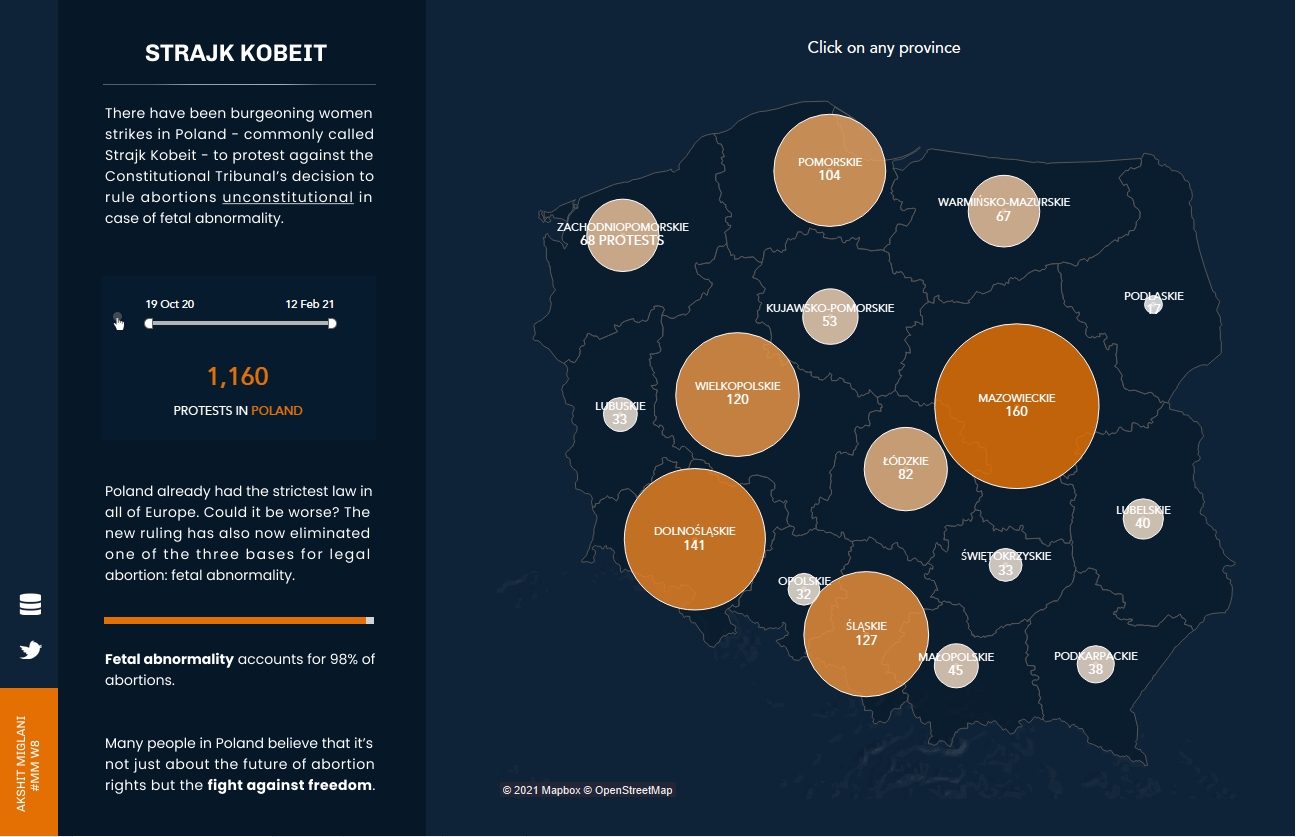 STRAJK KOBEIT
There have been burgeoning women
strikes in Poland - commonly called
Strajk Kobeit - to protest against the
Constitutional Tribunal's decision to
rule abortions unconstitutional in
case of fetal abnormality.
19 Oct 20
12 Feb 21
1,160
PROTESTS IN POLAND
Poland already had the strictest law in
all of Europe. Could it be worse? The
new ruling has also now eliminated
one of the three bases for legal
abortion: fetal abnormality.
Fetal abnormality accounts for 98% of
abortions.
Many people in Poland believe that it's
not just about the future of abortion
rights but the fight against freedom.
AKSHIT MIGLANI
#MM W8
Click on any province
POMORSKIE
104
WARMIŃSKO-MAZURSKIE
67
ZACHODNIOPOMORSKIE
68 PROTESTS
PODLASKIE
17
KUJAWSKO-POMORSKIE
53
WIELKOPOLSKIE
120
MAZOWIECKIE
160
LUBUSKIE
33
ŁÓDZKIE
82
LUBELSKIE
40
DOLNOŚLĄSKIE
141
ŚWIĘTOKRZYSKIE
33
OPOLSKIE
32
ŚLĄSKIE
127
MAŁOPOLSKIE
45
PODKARPACKIE
38
© 2021 Mapbox © OpenStreetMap